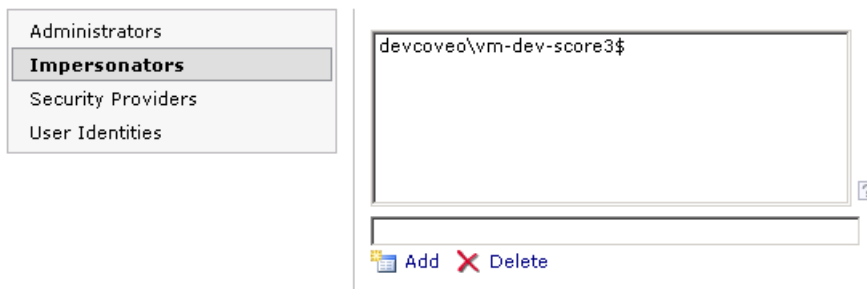 Administrators
Impersonators
Security Providers
User Identities
devcoveo\vm-dev-score3$
?
Add Delete